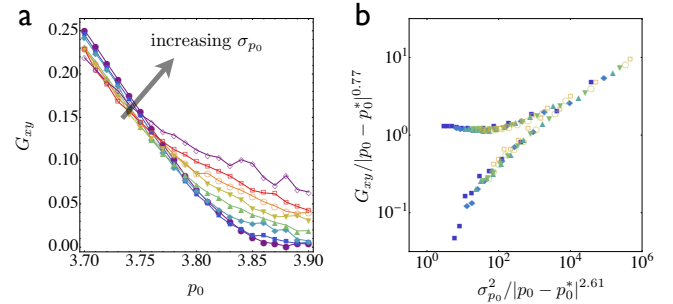 a
increasing σ_{p_0}
G_{xy}
0.25
0.20
0.15
0.10
0.05
0.00
3.70 3.75 3.80 3.85 3.90
p_0
b
G_{xy}/|p_0 − p_0^*|^{0.77}
10^1
10^0
10^{-1}
10^0 10^2 10^4 10^6
σ_{p_0}^2/|p_0 − p_0^*|^{2.61}